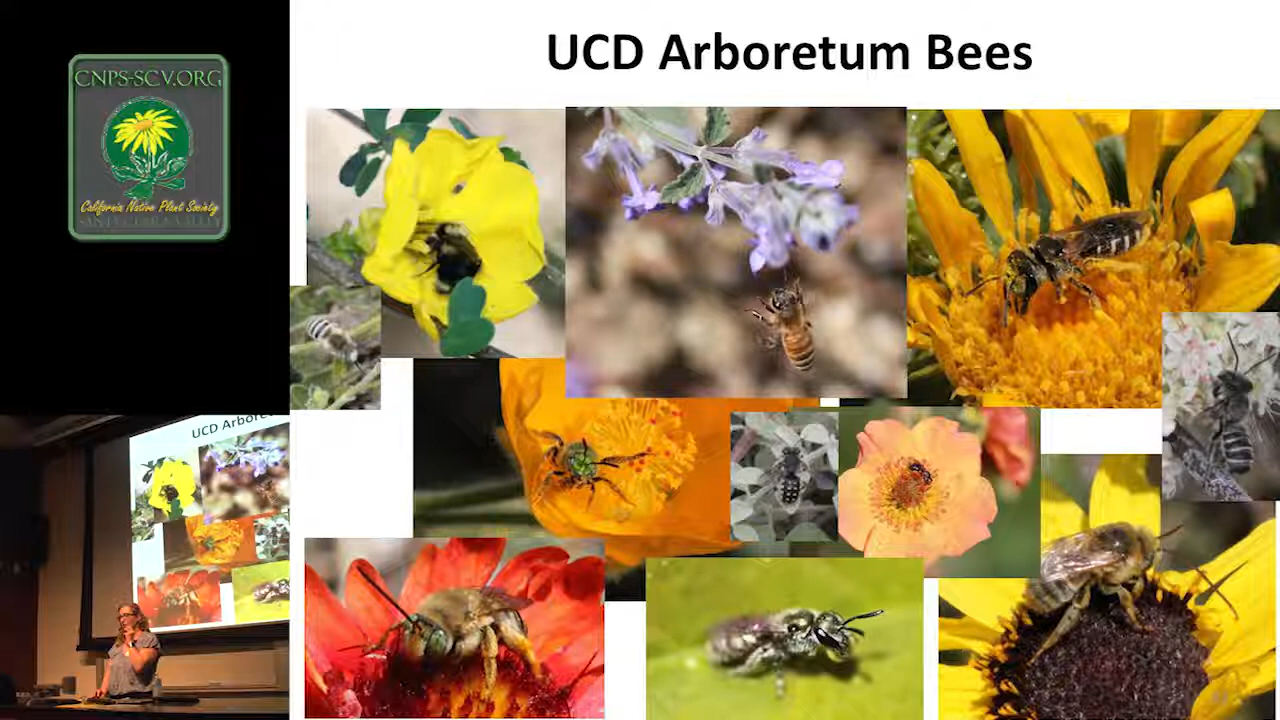 UCD Arboretum Bees
CNPS-SCV.ORG
California Native Plant Society
UCD Arbore